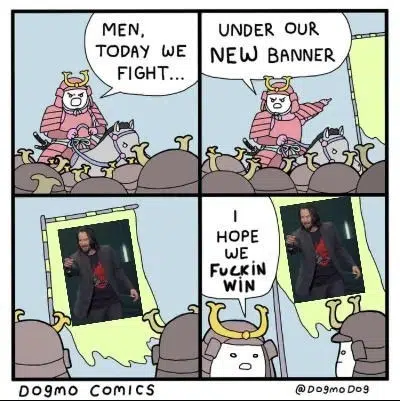 MEN,
TODAY WE
FIGHT...
UNDER OUR
NEW BANNER
I
HOPE
WE
FUCKIN
WIN
DOGMO COMICS
@DOGMODOG